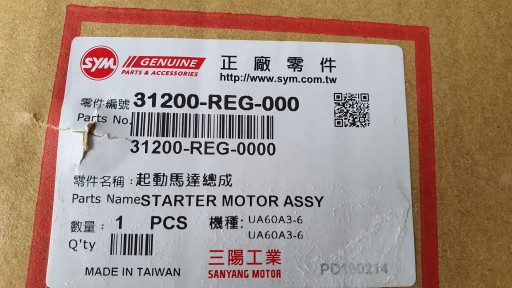 SYM GENUINE PARTS & ACCESSORIES
正廠零件
http://www.sym.com.tw
零件編號 31200-REG-000
Parts No.
31200-REG-0000
零件名稱：起動馬達總成
Parts Name STARTER MOTOR ASSY
數量：1 PCS 機種：UA60A3-6
Q'ty UA60A3-6
三陽工業
SANYANG MOTOR
MADE IN TAIWAN
PD190214